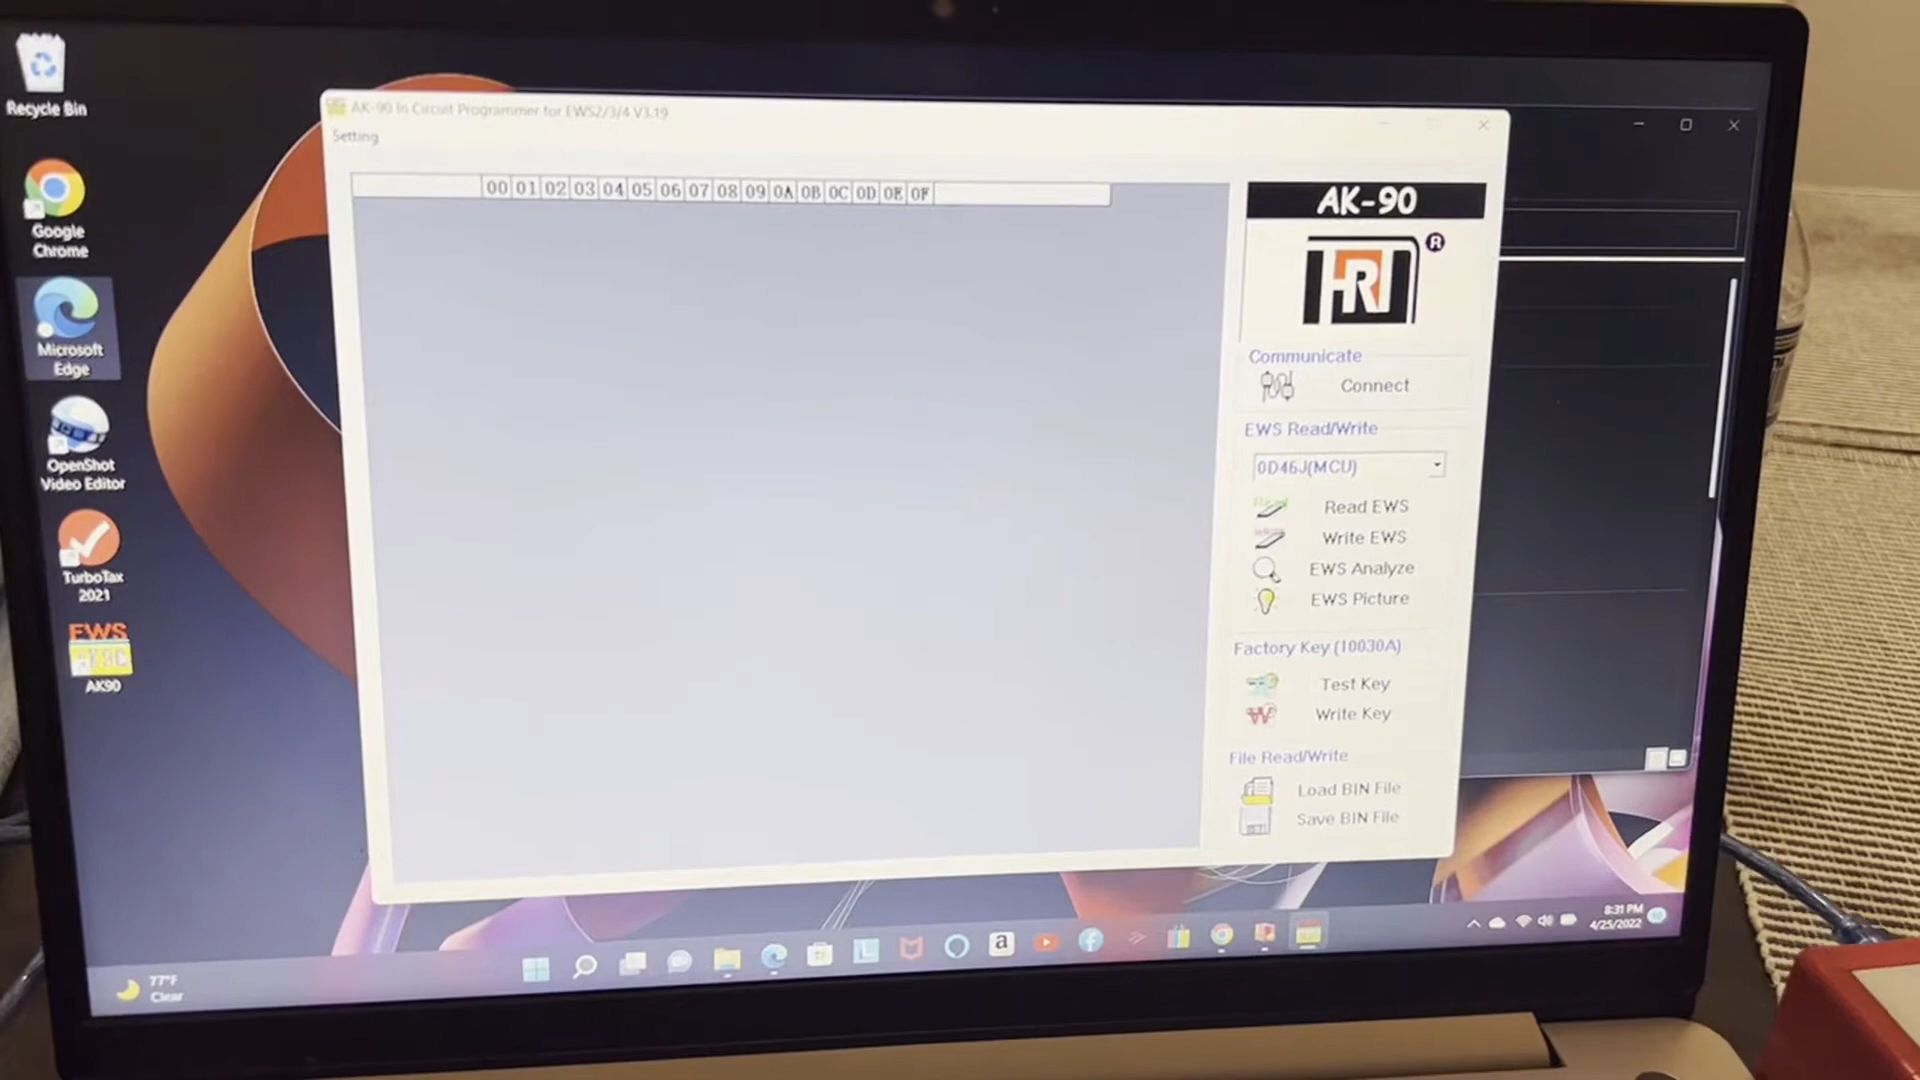 Recycle Bin
Google
Chrome
Microsoft
Edge
OpenShot
Video Editor
TurboTax
2021
EWS
AK90
AK-90 In Circuit Programmer for EWS2/3/4 V3.19
Setting
00 01 02 03 04 05 06 07 08 09 0A 0B 0C 0D 0E 0F
AK-90
HRT ®
Communicate
Connect
EWS Read/Write
0D46J(MCU)
Read EWS
Write EWS
EWS Analyze
EWS Picture
Factory Key (10030A)
Test Key
Write Key
File Read/Write
Load BIN File
Save BIN File
77°F
Clear
8:31 PM
4/25/2022